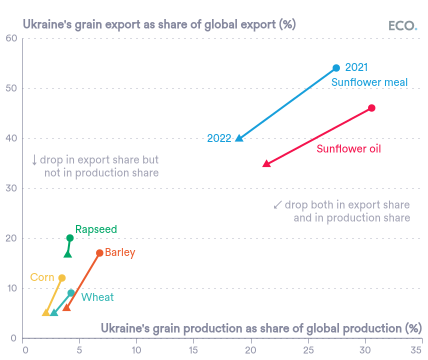 Ukraine's grain export as share of global export (%)
ECO.
60
50
40
30
20
10
0
2021
Sunflower meal
2022
Sunflower oil
↓ drop in export share but
not in production share
↙ drop both in export share
and in production share
Rapseed
Barley
Corn
Wheat
Ukraine's grain production as share of global production (%)
0 5 10 15 20 25 30 35